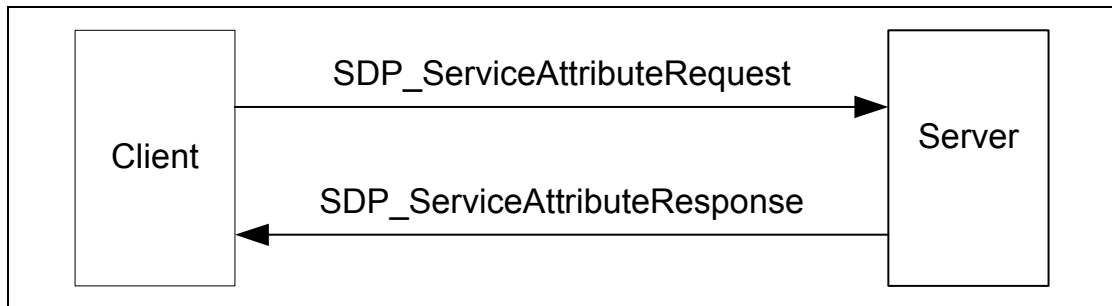 SDP_ServiceAttributeRequest
Client
Server
SDP_ServiceAttributeResponse